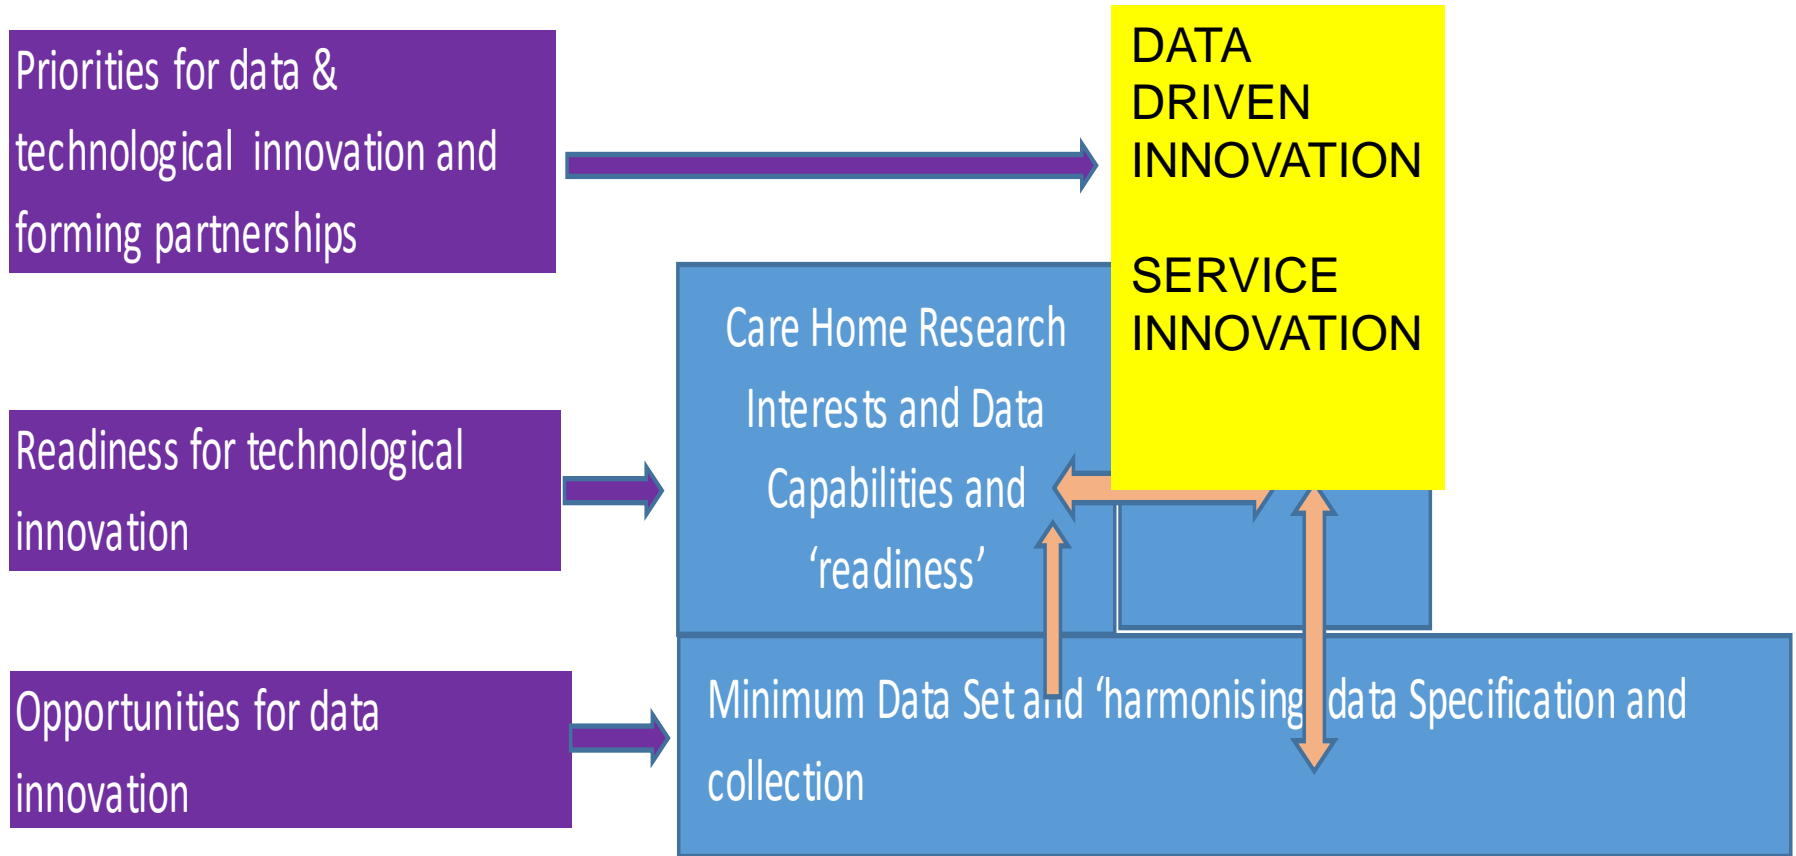 Priorities for data &
technological innovation and
forming partnerships
DATA
DRIVEN
INNOVATION
SERVICE
INNOVATION
Care Home Research
Interests and Data
Capabilities and
‘readiness’
Readiness for technological
innovation
Opportunities for data
innovation
Minimum Data Set and ‘harmonising’ data Specification and
collection